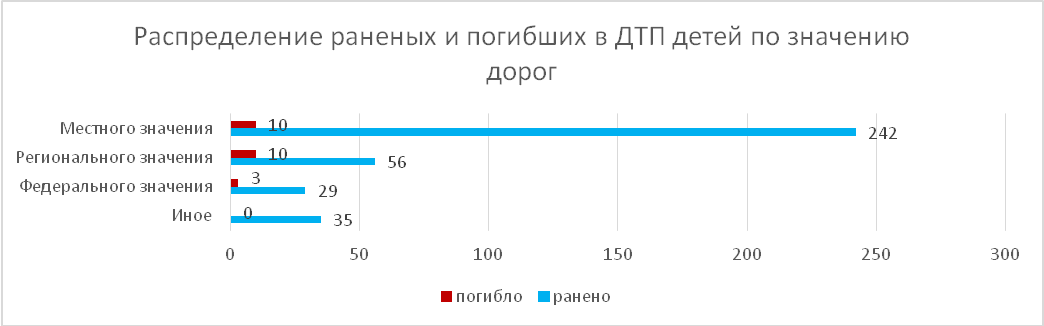 Распределение раненых и погибших в ДТП детей по значению
дорог
Местного значения 10 242
Регионального значения 10 56
Федерального значения 3 29
Иное 0 35
0 50 100 150 200 250 300
погибло ранено